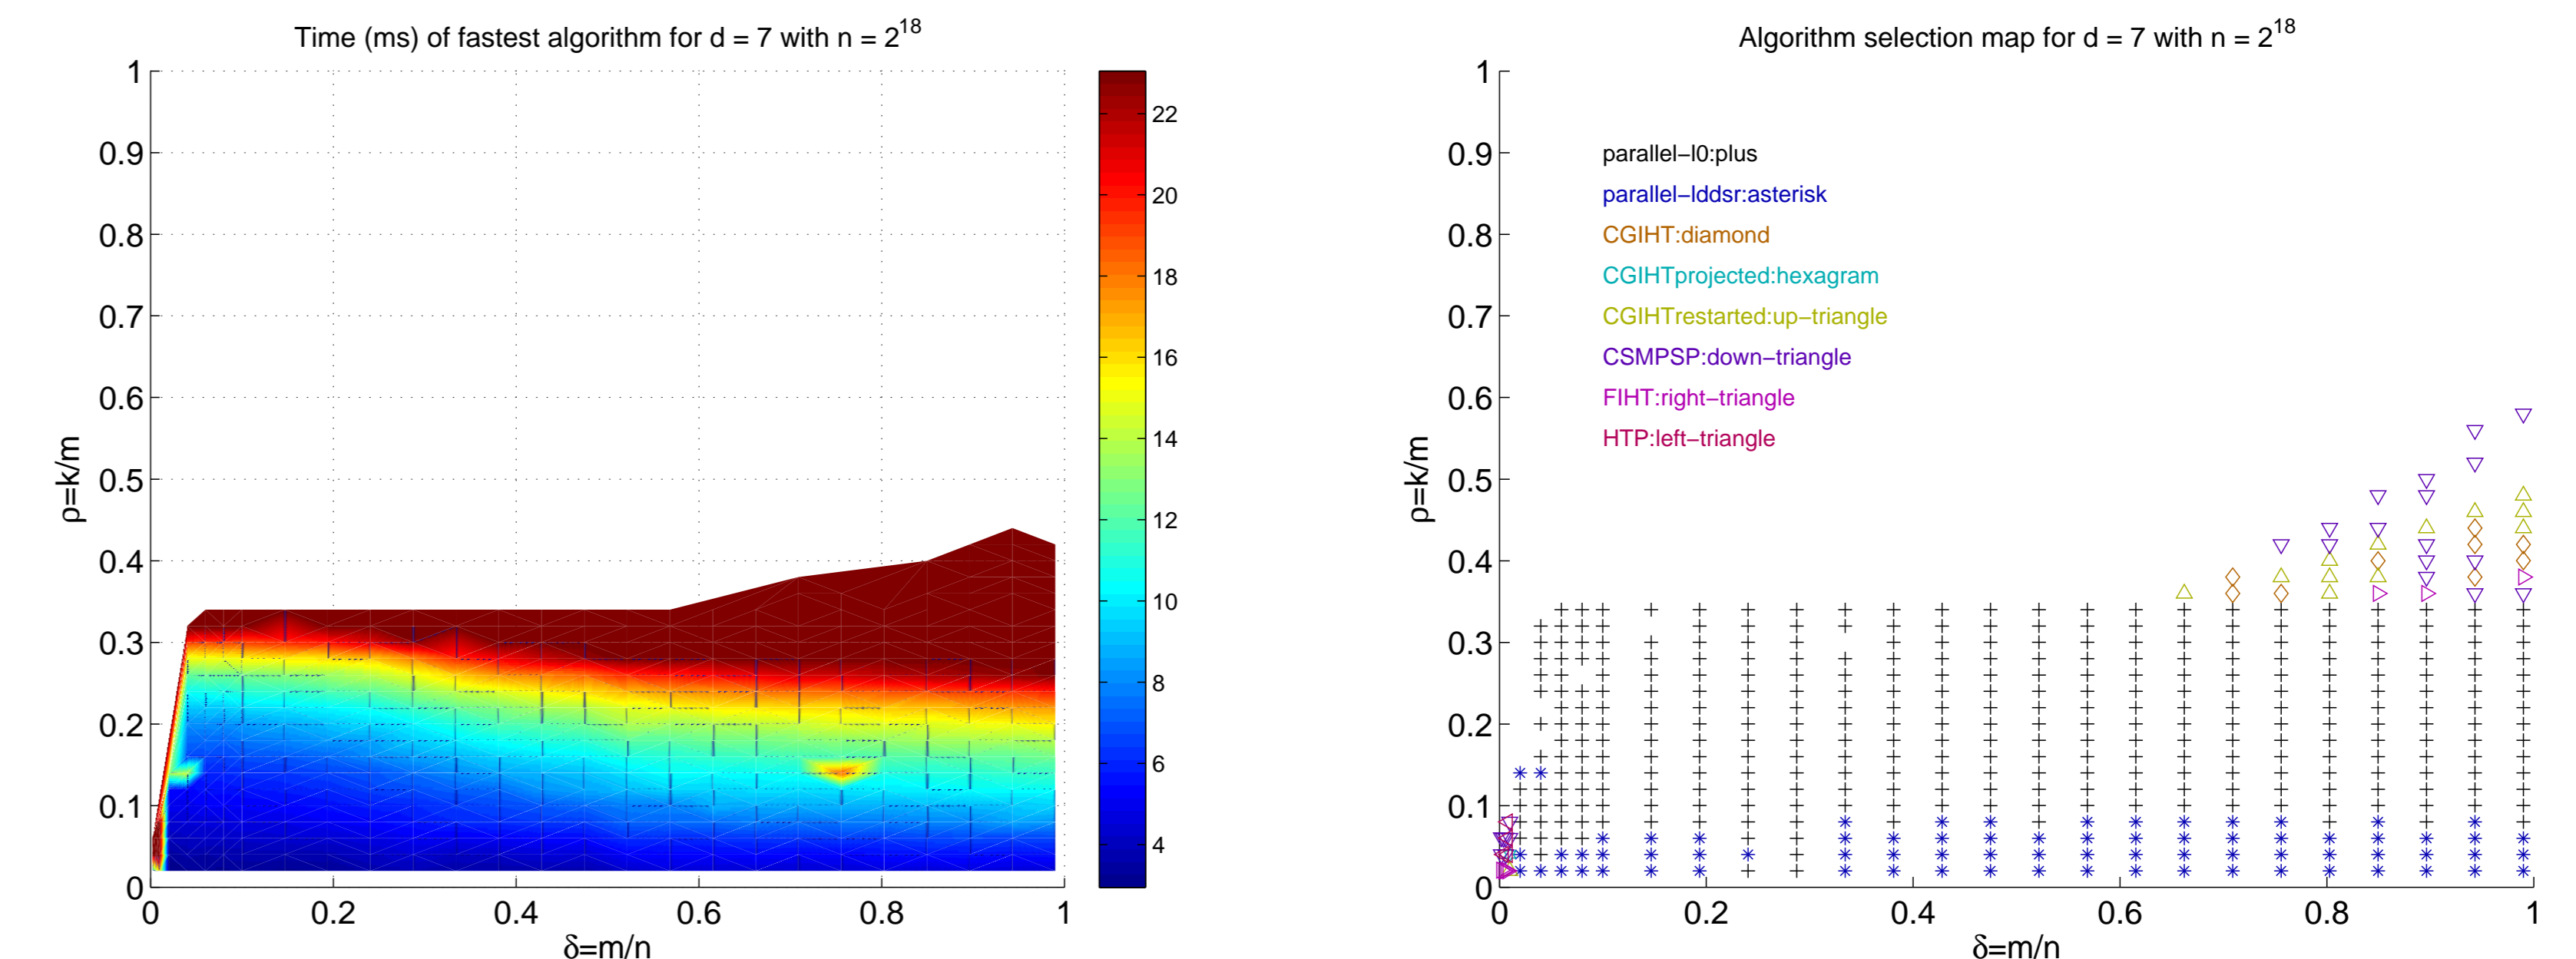 Time (ms) of fastest algorithm for d = 7 with n = 2^18
1
0.9
0.8
0.7
0.6
0.5
0.4
0.3
0.2
0.1
0
0 0.2 0.4 0.6 0.8 1
ρ=k/m
δ=m/n
22
20
18
16
14
12
10
8
6
4
Algorithm selection map for d = 7 with n = 2^18
1
0.9
0.8
0.7
0.6
0.5
0.4
0.3
0.2
0.1
0
0 0.2 0.4 0.6 0.8 1
ρ=k/m
δ=m/n
parallel−l0:plus
parallel−lddsr:asterisk
CGIHT:diamond
CGIHTprojected:hexagram
CGIHTrestarted:up−triangle
CSMPSP:down−triangle
FIHT:right−triangle
HTP:left−triangle